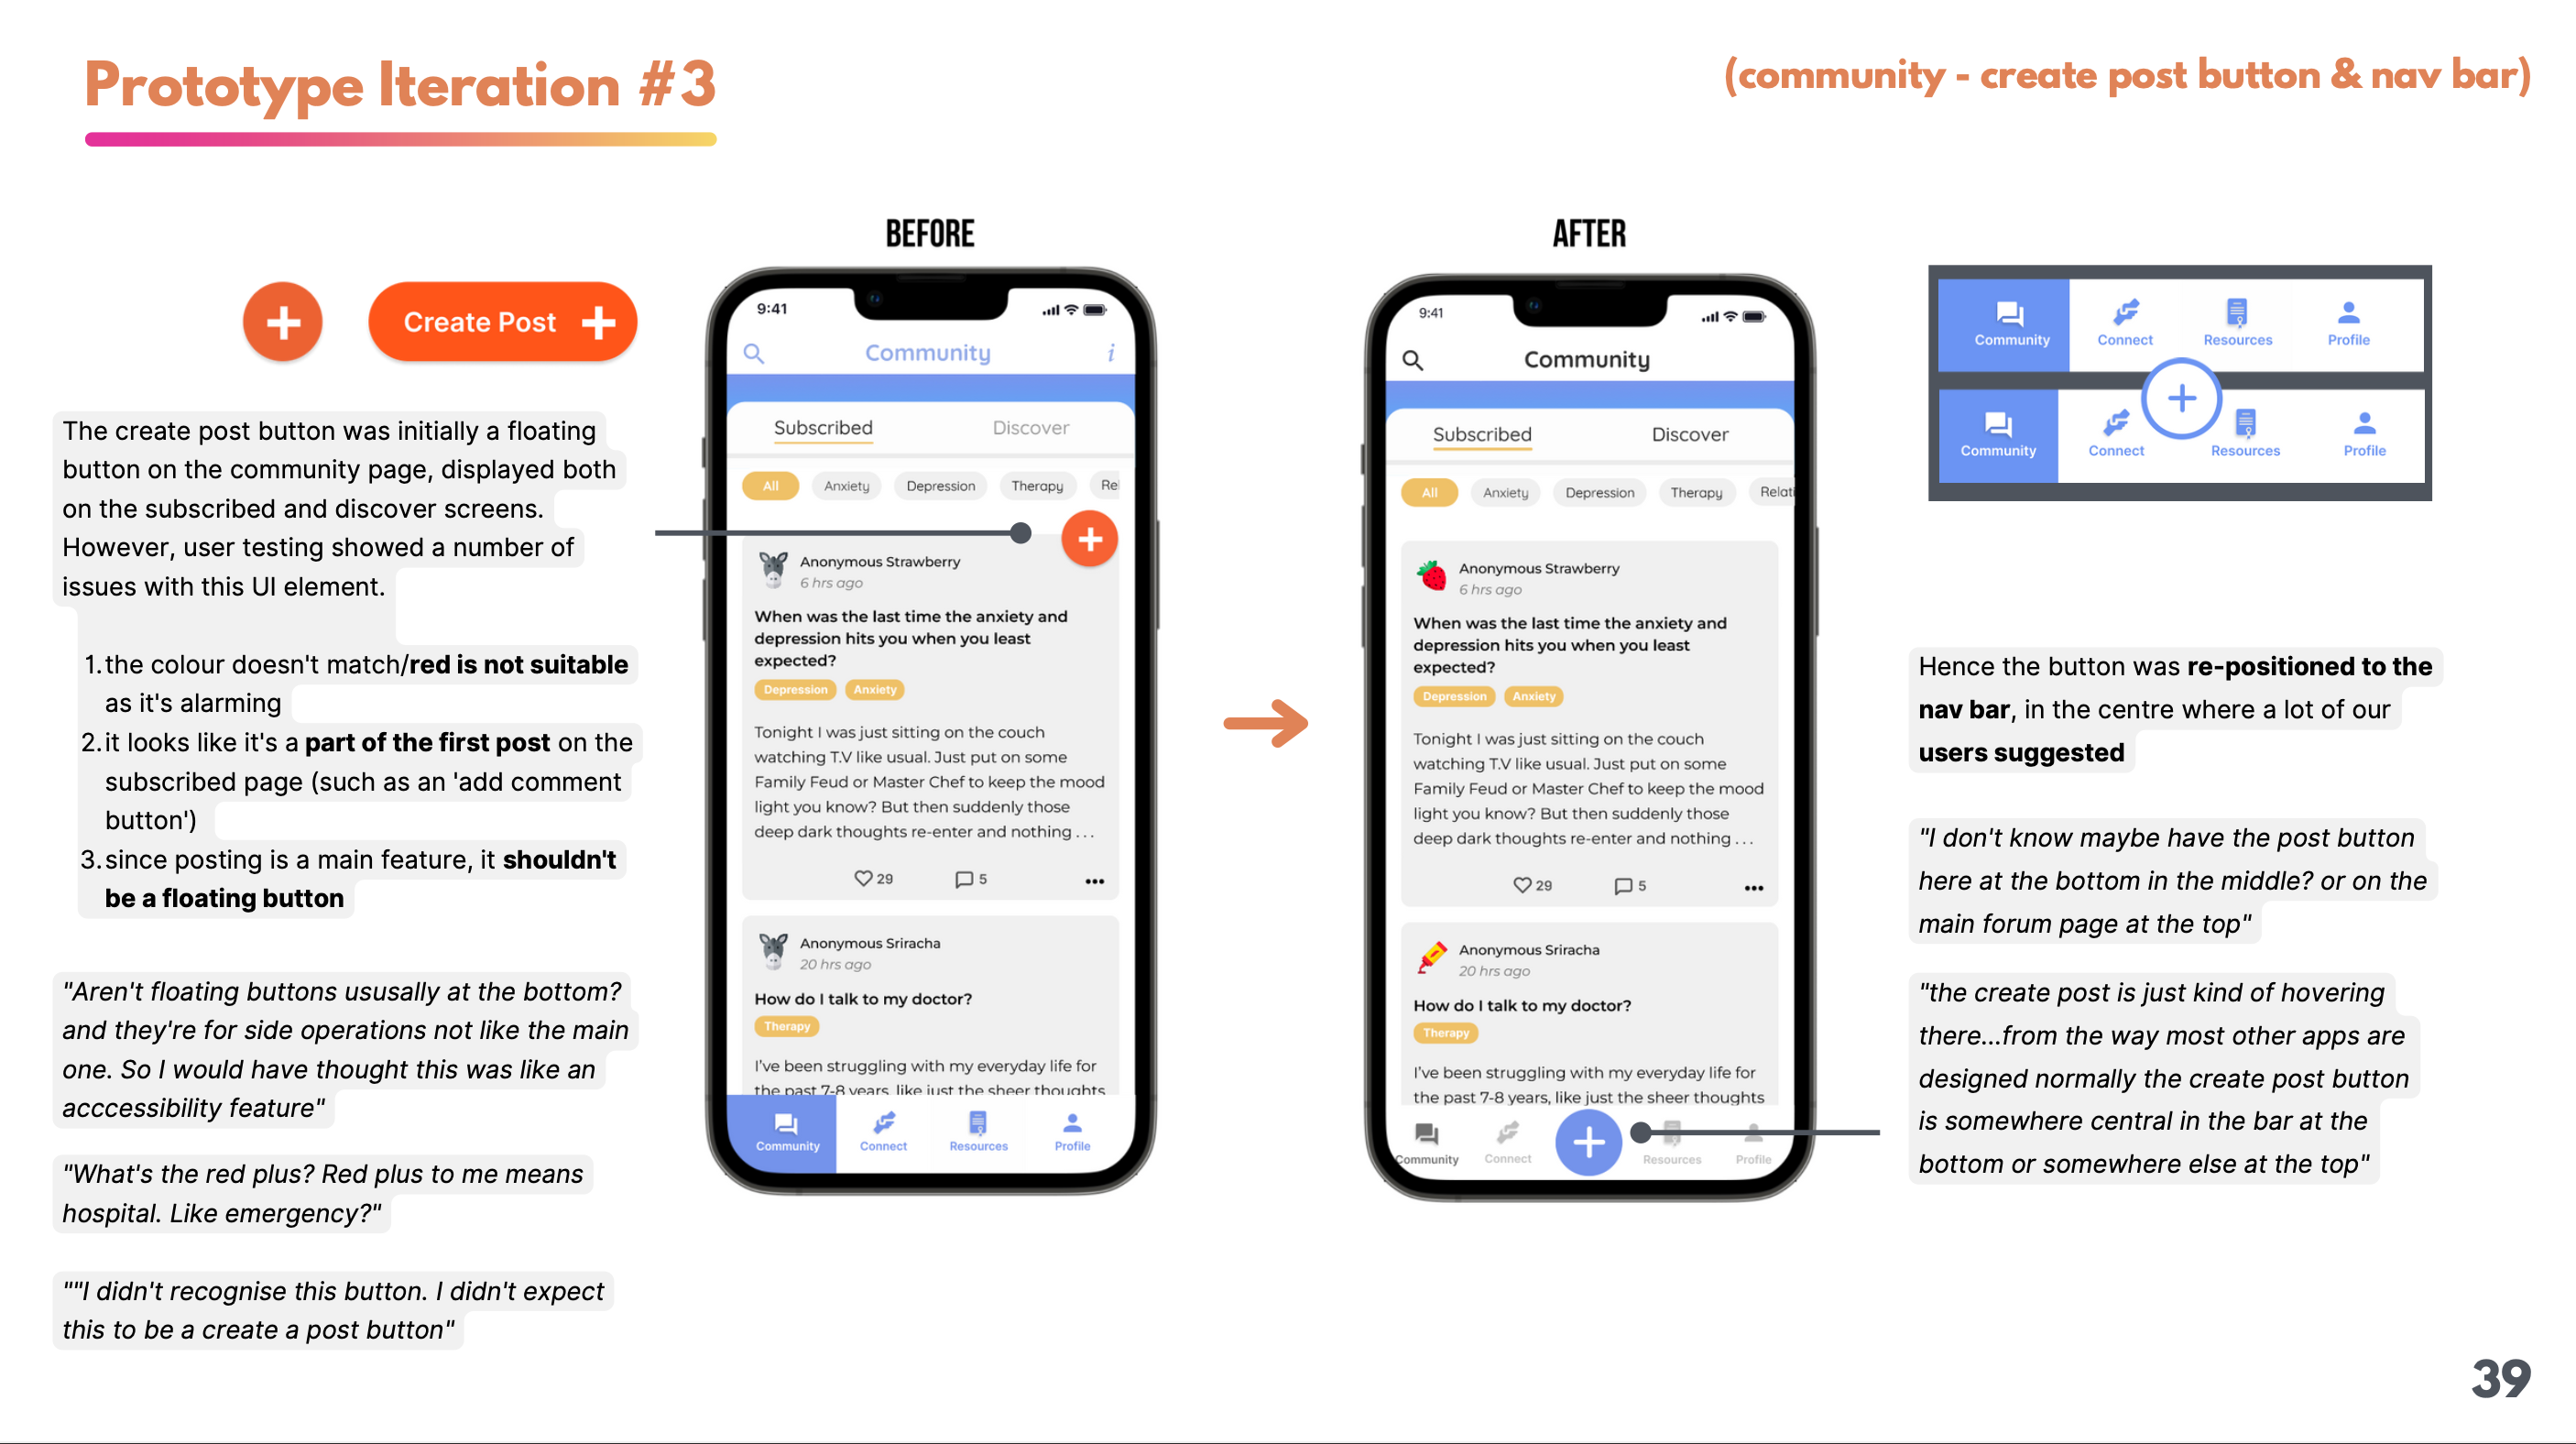 Prototype Iteration #3
(community - create post button & nav bar)
Create Post
The create post button was initially a floating
button on the community page, displayed both
on the subscribed and discover screens.
However, user testing showed a number of
issues with this UI element.
1. the colour doesn't match/red is not suitable
as it's alarming
2. it looks like it's a part of the first post on the
subscribed page (such as an 'add comment
button')
3. since posting is a main feature, it shouldn't
be a floating button
"Aren't floating buttons ususally at the bottom?
and they're for side operations not like the main
one. So I would have thought this was like an
acccessibility feature"
"What's the red plus? Red plus to me means
hospital. Like emergency?"
""I didn't recognise this button. I didn't expect
this to be a create a post button"
BEFORE
9:41
Community i
Subscribed Discover
All Anxiety Depression Therapy Re
Anonymous Strawberry
6 hrs ago
When was the last time the anxiety and
depression hits you when you least
expected?
Depression Anxiety
Tonight I was just sitting on the couch
watching T.V like usual. Just put on some
Family Feud or Master Chef to keep the mood
light you know? But then suddenly those
deep dark thoughts re-enter and nothing . . .
29 5
Anonymous Sriracha
20 hrs ago
How do I talk to my doctor?
Therapy
I've been struggling with my everyday life for
the past 7-8 years, like just the sheer thoughts
Community Connect Resources Profile
AFTER
9:41
Community
Subscribed Discover
All Anxiety Depression Therapy Relati
Anonymous Strawberry
6 hrs ago
When was the last time the anxiety and
depression hits you when you least
expected?
Depression Anxiety
Tonight I was just sitting on the couch
watching T.V like usual. Just put on some
Family Feud or Master Chef to keep the mood
light you know? But then suddenly those
deep dark thoughts re-enter and nothing . . .
29 5
Anonymous Sriracha
20 hrs ago
How do I talk to my doctor?
Therapy
I've been struggling with my everyday life for
the past 7-8 years, like just the sheer thoughts
Community Connect Resources Profile
Community Connect Resources Profile
Community Connect Resources Profile
Hence the button was re-positioned to the
nav bar, in the centre where a lot of our
users suggested
"I don't know maybe have the post button
here at the bottom in the middle? or on the
main forum page at the top"
"the create post is just kind of hovering
there...from the way most other apps are
designed normally the create post button
is somewhere central in the bar at the
bottom or somewhere else at the top"
39